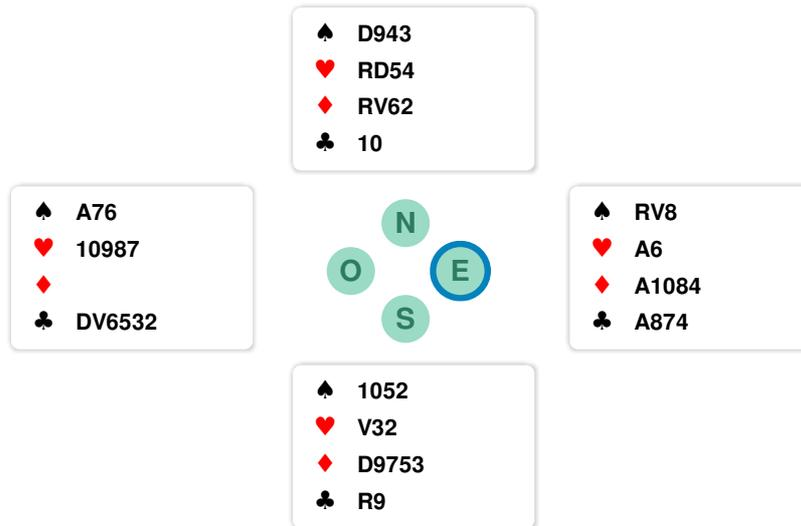 ♠ D943
♥ RD54
♦ RV62
♣ 10
♠ A76
♥ 10987
♦
♣ DV6532
N
O E
S
♠ RV8
♥ A6
♦ A1084
♣ A874
♠ 1052
♥ V32
♦ D9753
♣ R9